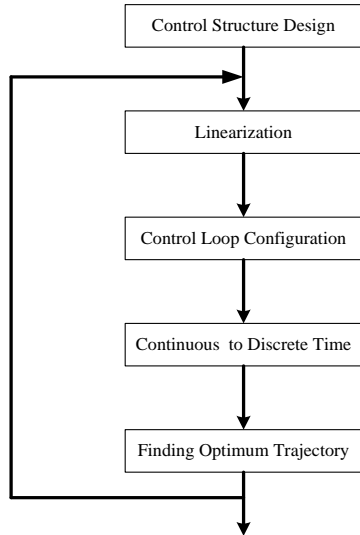 Control Structure Design
Linearization
Control Loop Configuration
Continuous to Discrete Time
Finding Optimum Trajectory